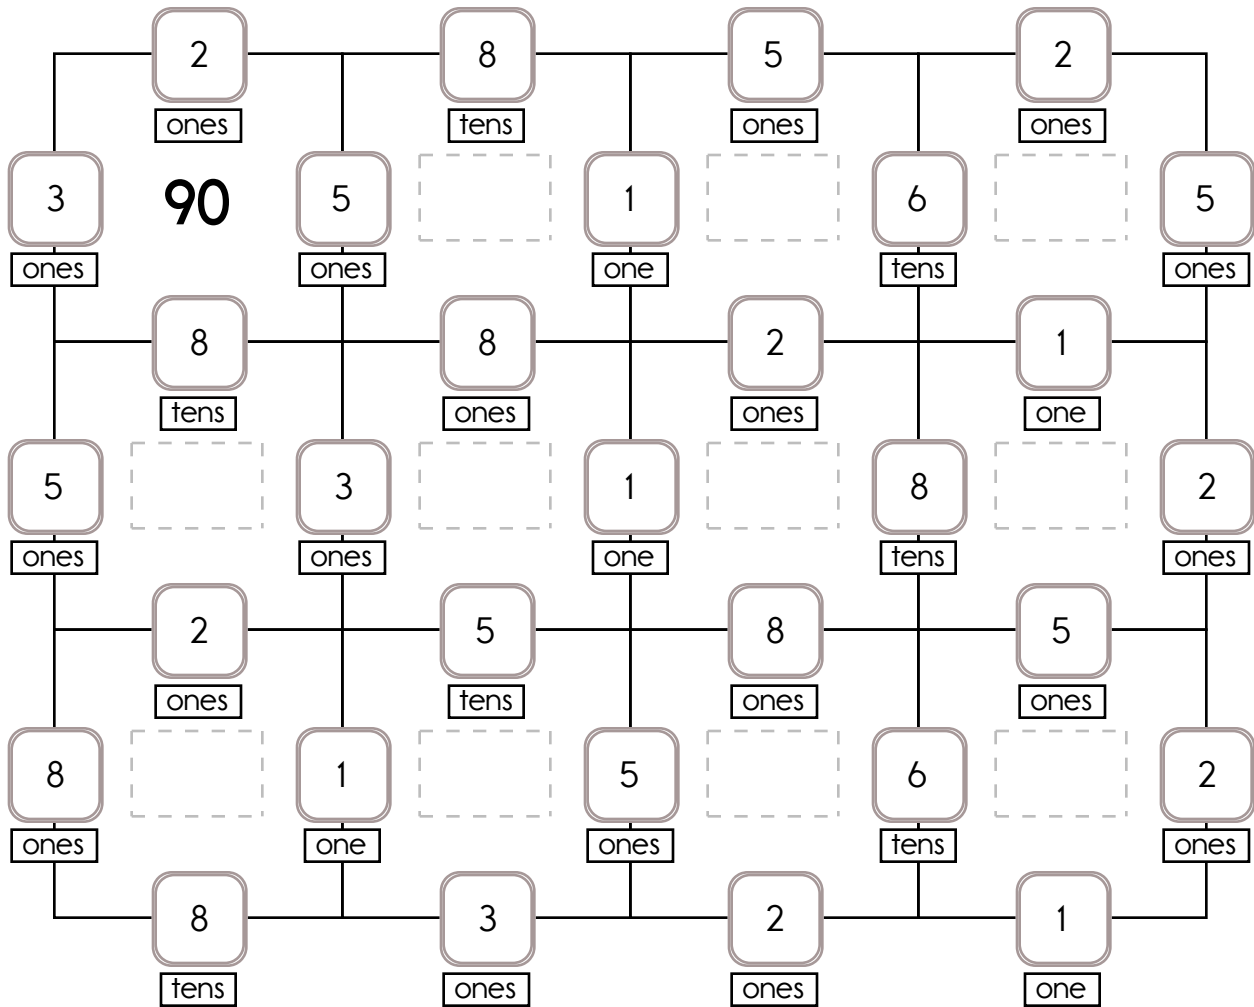 2 8 5 2
ones tens ones ones
3 90 5 1 6 5
ones ones one tens ones
8 8 2 1
tens ones ones one
5 3 1 8 2
ones ones one tens ones
2 5 8 5
ones tens ones ones
8 1 5 6 2
ones one ones tens ones
8 3 2 1
tens ones ones one